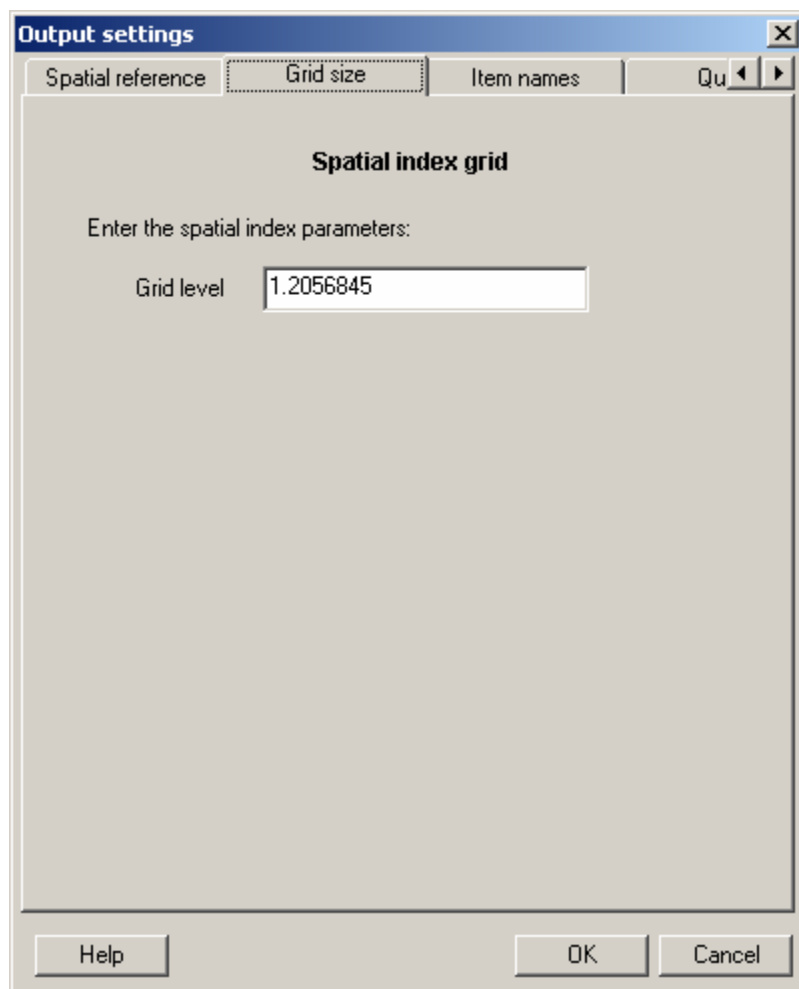 Output settings
Spatial reference Grid size Item names Qu
Spatial index grid
Enter the spatial index parameters:
Grid level 1.2056845
Help OK Cancel